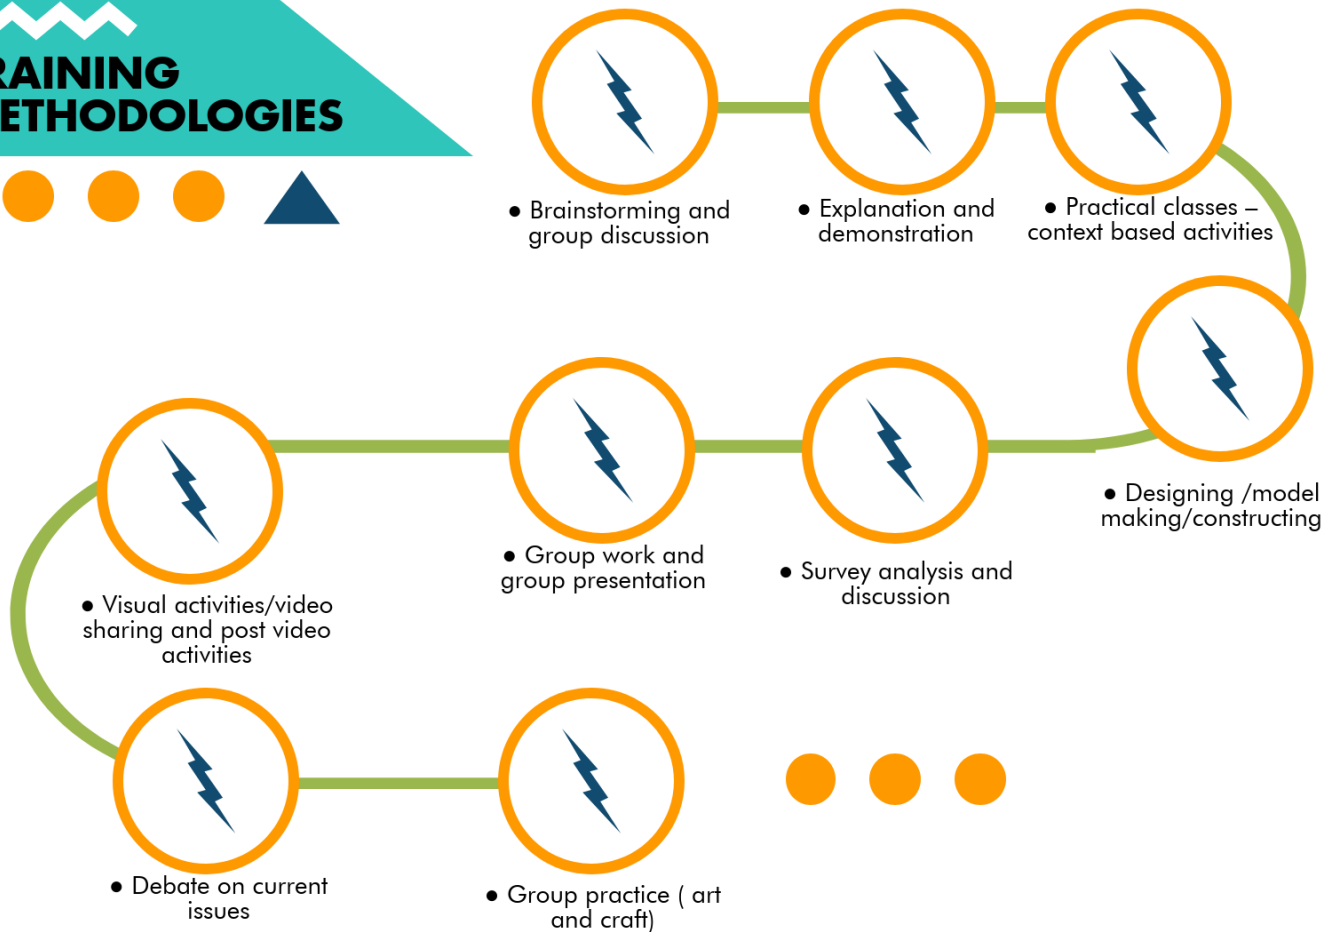 RAINING
ETHODOLOGIES
● Brainstorming and
group discussion
● Explanation and
demonstration
● Practical classes –
context based activities
● Designing /model
making/constructing
● Survey analysis and
discussion
● Group work and
group presentation
● Visual activities/video
sharing and post video
activities
● Debate on current
issues
● Group practice ( art
and craft)